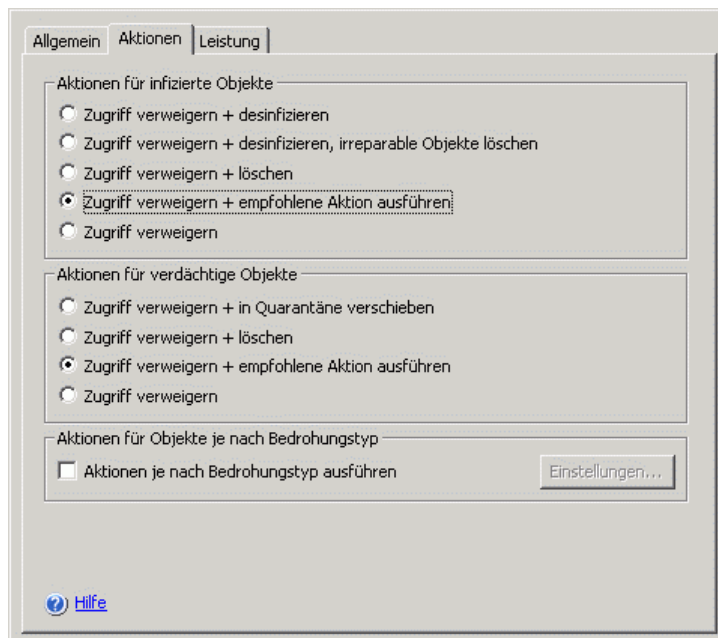 Allgemein Aktionen Leistung
Aktionen für infizierte Objekte
Zugriff verweigern + desinfizieren
Zugriff verweigern + desinfizieren, irreparable Objekte löschen
Zugriff verweigern + löschen
Zugriff verweigern + empfohlene Aktion ausführen
Zugriff verweigern
Aktionen für verdächtige Objekte
Zugriff verweigern + in Quarantäne verschieben
Zugriff verweigern + löschen
Zugriff verweigern + empfohlene Aktion ausführen
Zugriff verweigern
Aktionen für Objekte je nach Bedrohungstyp
Aktionen je nach Bedrohungstyp ausführen Einstellungen...
Hilfe